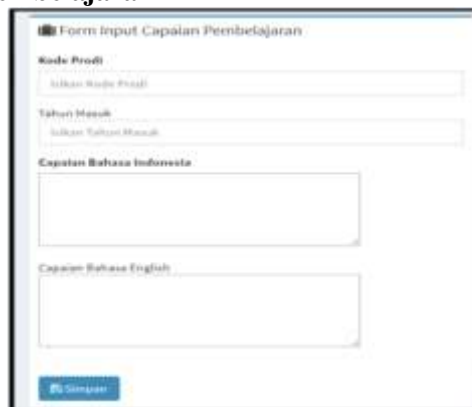 Form Input Capaian Pembelajaran
Kode Prodi
Isikan Kode Prodi
Tahun Masuk
Isikan Tahun Masuk
Capaian Bahasa Indonesia
Capaian Bahasa English
Simpan